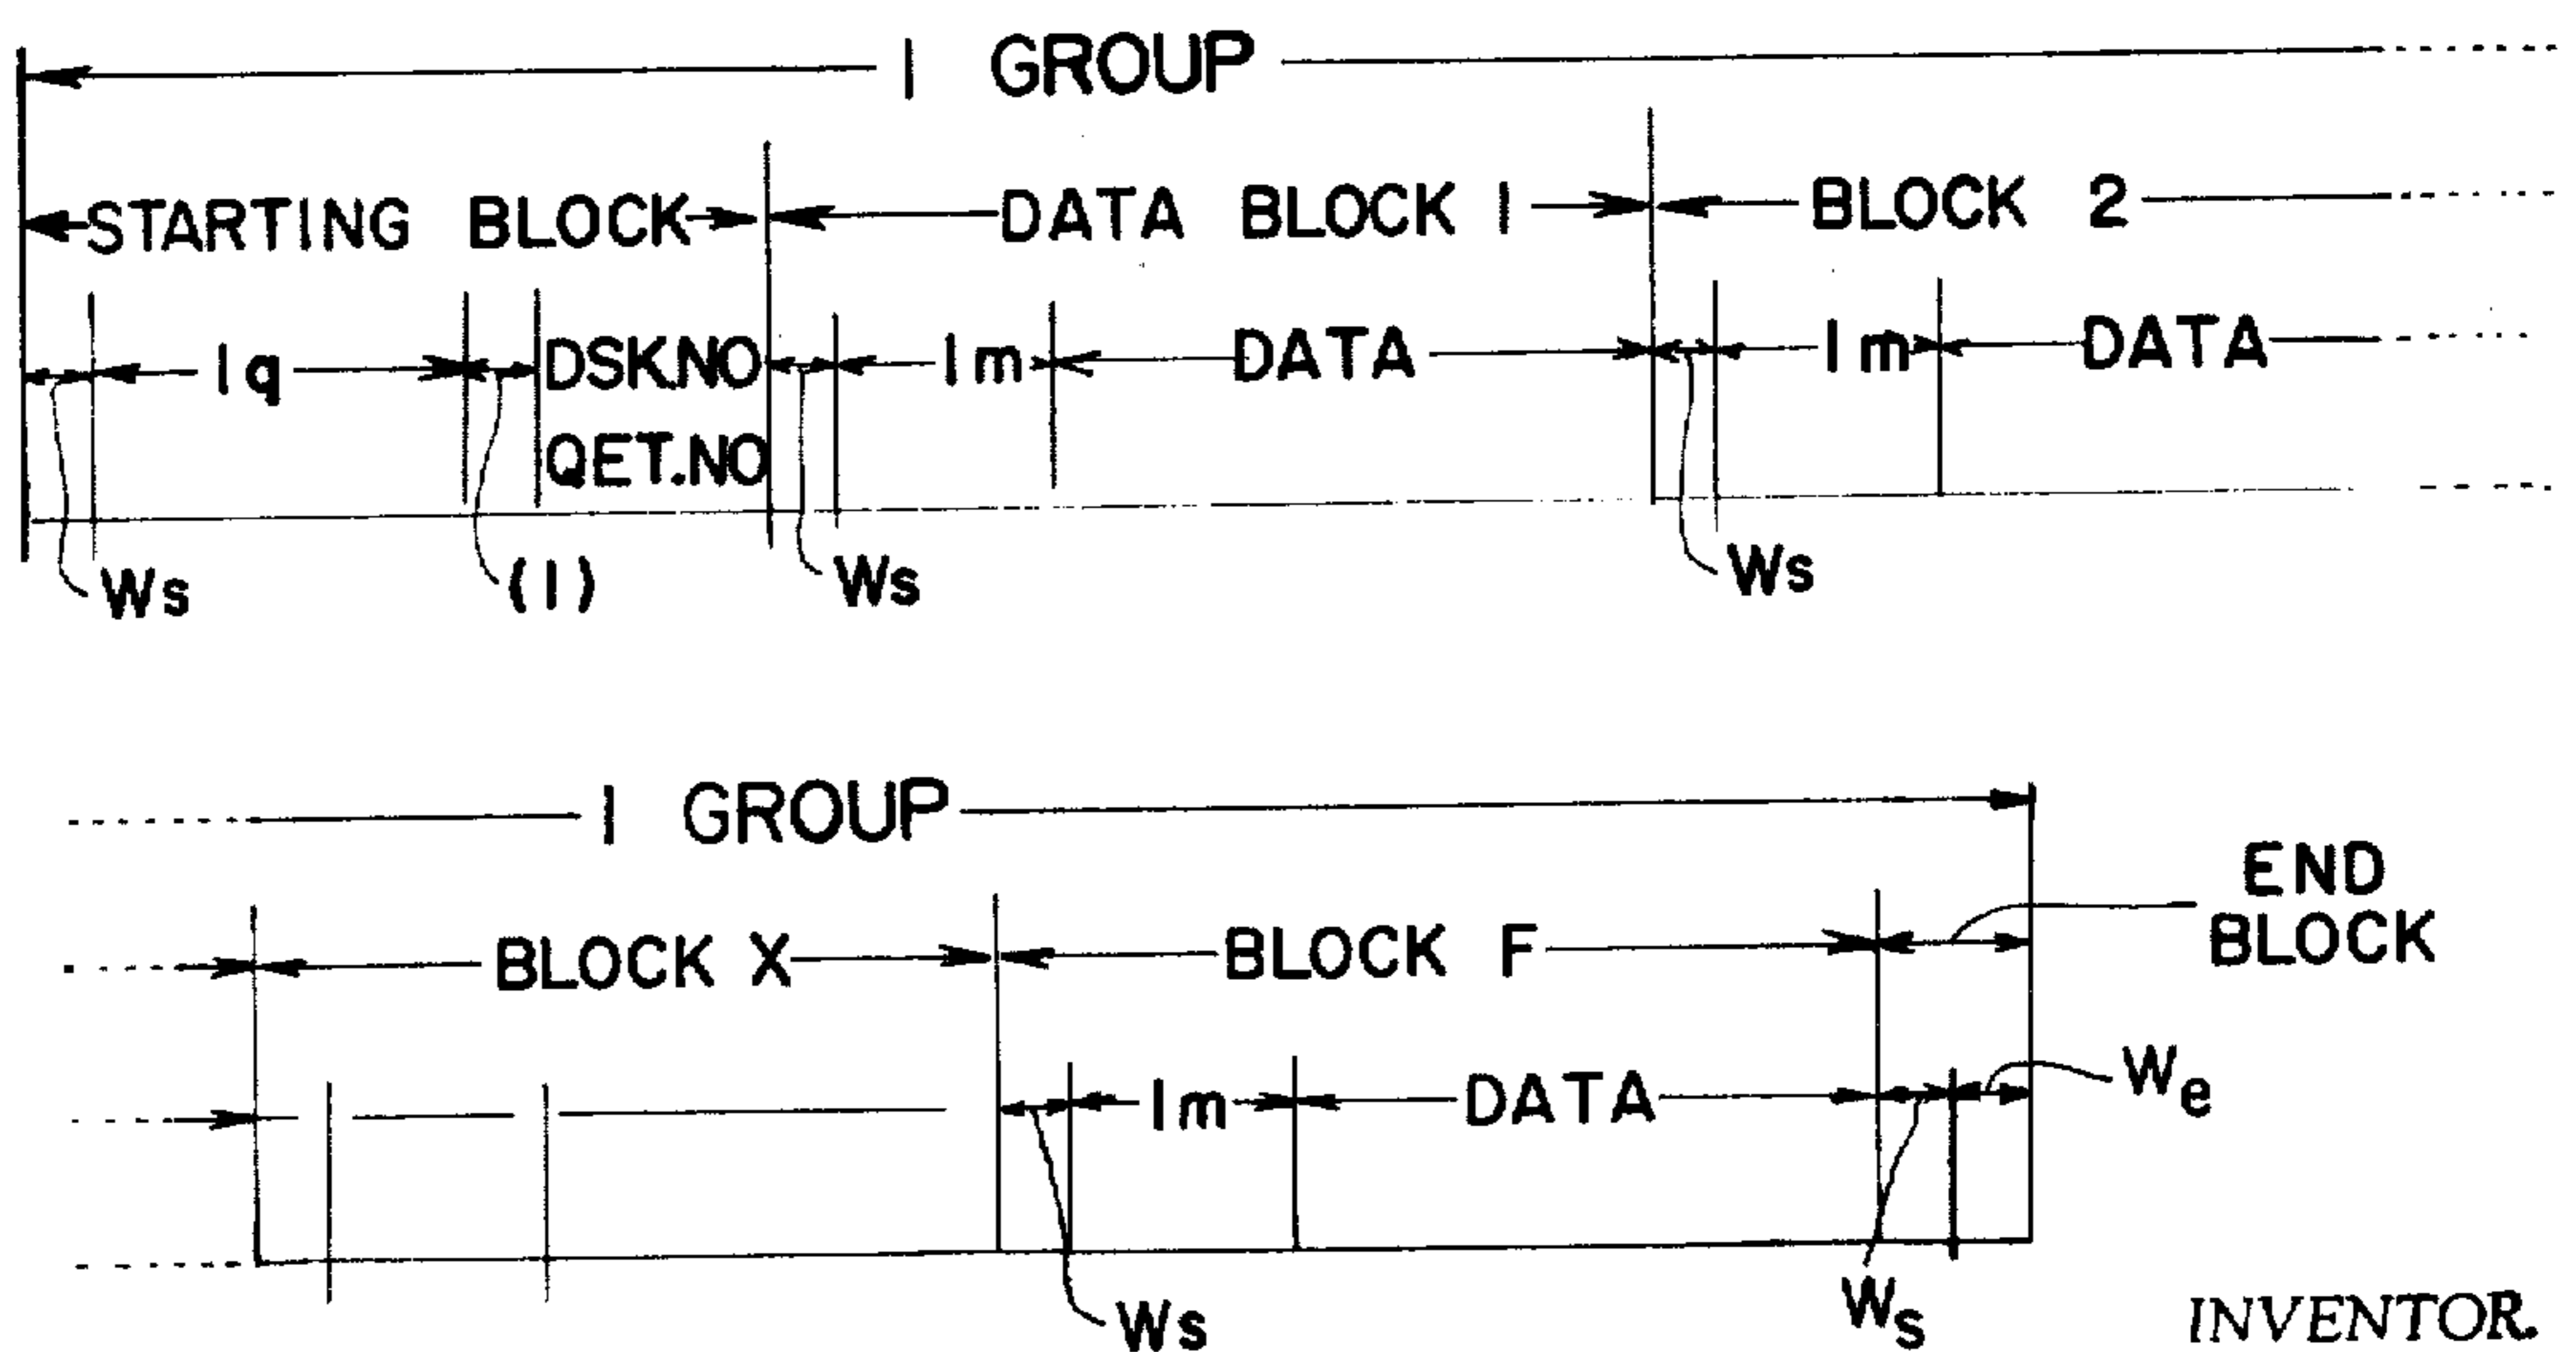 1 GROUP
STARTING BLOCK DATA BLOCK 1 BLOCK 2
1q DSK.NO 1m DATA 1m DATA
QET.NO
Ws (1) Ws Ws
1 GROUP
END
BLOCK X BLOCK F BLOCK
1m DATA We
Ws Ws
INVENTOR.